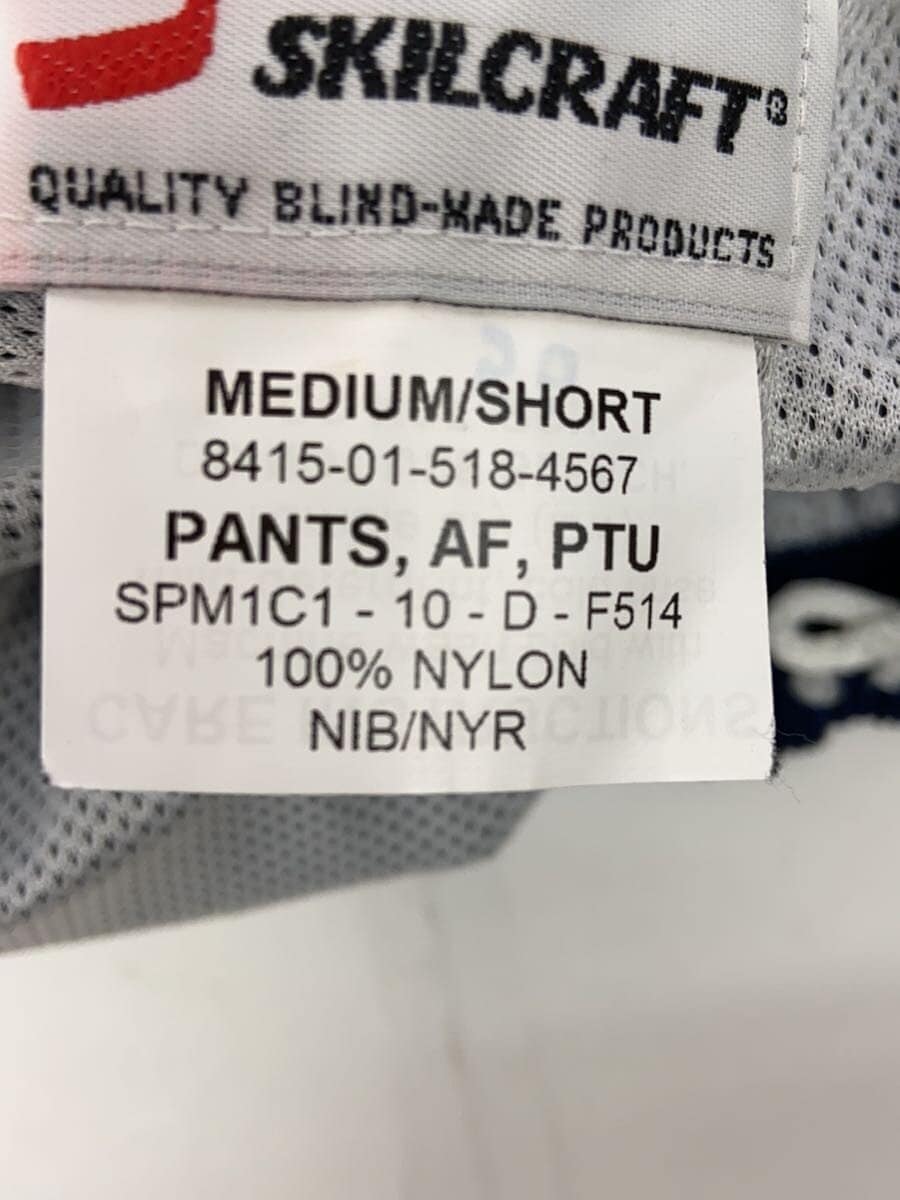 SKILCRAFT®
QUALITY BLIND-MADE PRODUCTS
MEDIUM/SHORT
8415-01-518-4567
PANTS, AF, PTU
SPM1C1 - 10 - D - F514
100% NYLON
NIB/NYR